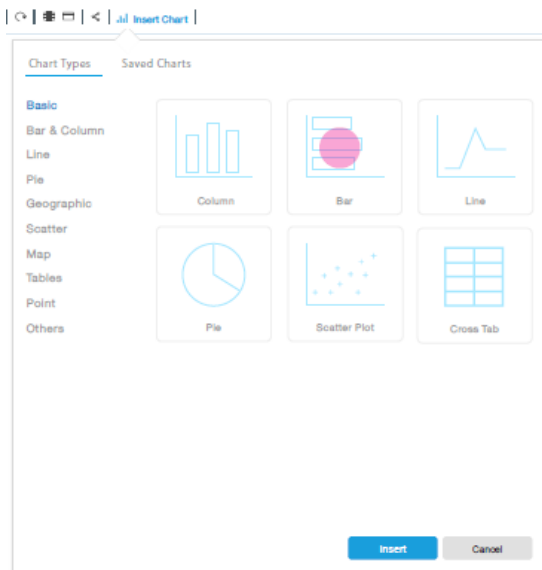 Insert Chart
Chart Types Saved Charts
Basic
Bar & Column
Line
Pie
Geographic
Scatter
Map
Tables
Point
Others
Column Bar Line
Pie Scatter Plot Cross Tab
Insert Cancel